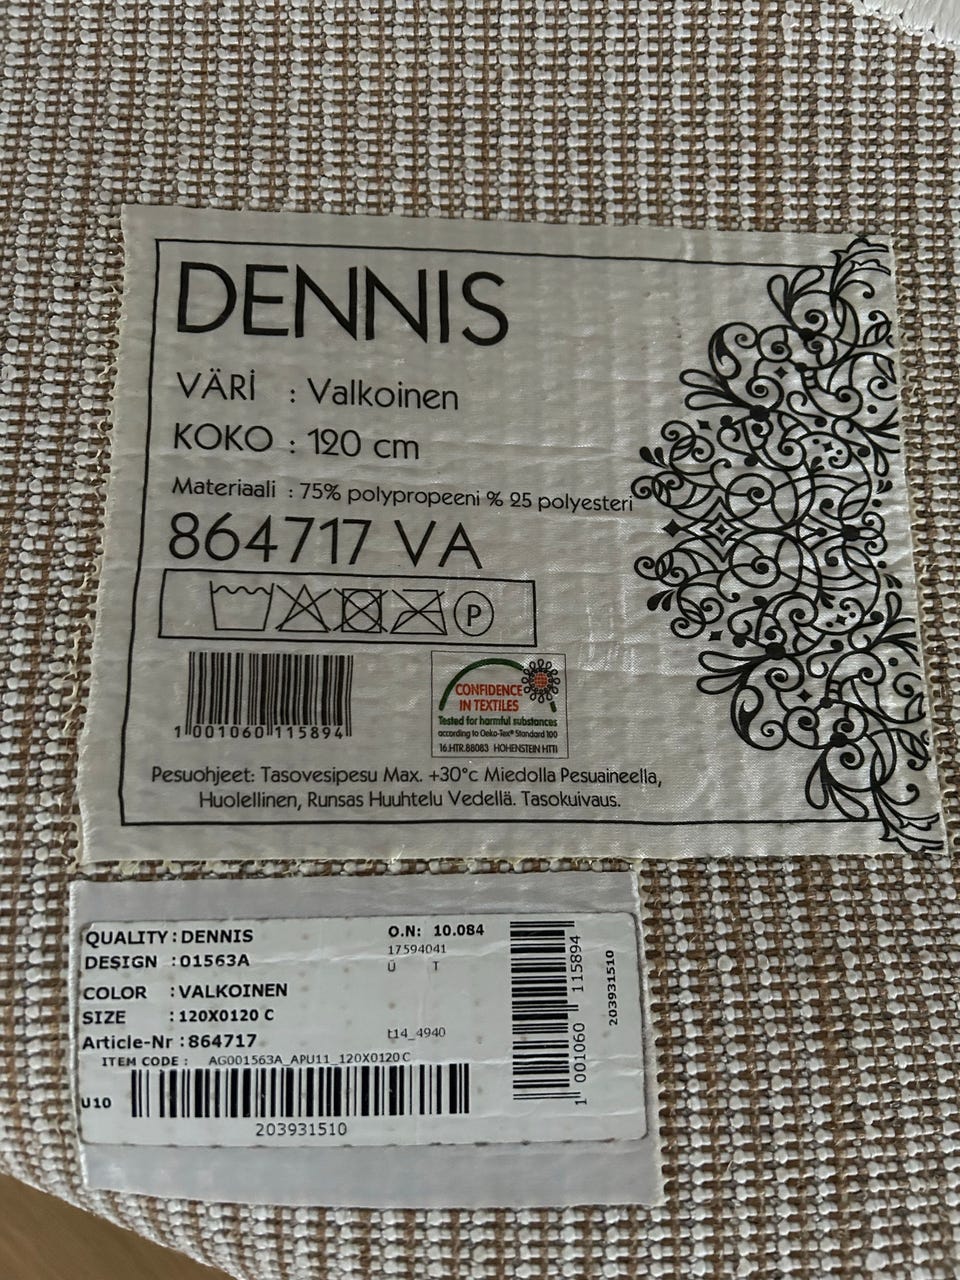 DENNIS
VÄRİ : Valkoinen
KOKO : 120 cm
Materiaali : 75% polypropeeni % 25 polyesteri
864717 VA
P
1 001060 115894
CONFIDENCE
IN TEXTILES
Tested for harmful substances
according to Oeko-Tex® Standard 100
16.HTR.88083 HOHENSTEIN HTTI
Pesuohjeet: Tasovesipesu Max. +30°c Miedolla Pesuaineella,
Huolellinen, Runsas Huuhtelu Vedellä. Tasokuivaus.
QUALITY : DENNIS
O.N: 10.084
17594041
DESIGN : 01563A
Ü T
COLOR : VALKOINEN
SIZE : 120X0120 C
Article-Nr : 864717
t14_4940
ITEM CODE : AG001563A_APU11_120X0120 C
U10
203931510
1 001060 115894
203931510